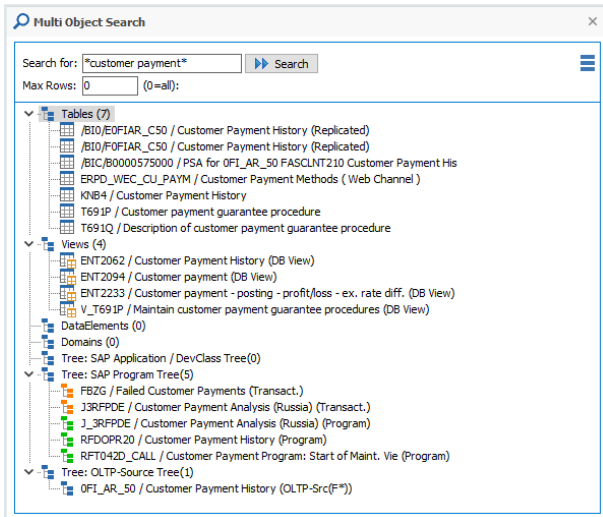 Multi Object Search
Search for: *customer payment* Search
Max Rows: 0 (0=all):
Tables (7)
/BI0/E0FIAR_C50 / Customer Payment History (Replicated)
/BI0/F0FIAR_C50 / Customer Payment History (Replicated)
/BIC/B0000575000 / PSA for 0FI_AR_50 FASCLNT210 Customer Payment His
ERPD_WEC_CU_PAYM / Customer Payment Methods ( Web Channel )
KNB4 / Customer Payment History
T691P / Customer payment guarantee procedure
T691Q / Description of customer payment guarantee procedure
Views (4)
ENT2062 / Customer Payment History (DB View)
ENT2094 / Customer payment (DB View)
ENT2233 / Customer payment - posting - profit/loss - ex. rate diff. (DB View)
V_T691P / Maintain customer payment guarantee procedures (DB View)
DataElements (0)
Domains (0)
Tree: SAP Application / DevClass Tree(0)
Tree: SAP Program Tree(5)
FBZG / Failed Customer Payments (Transact.)
J3RFPDE / Customer Payment Analysis (Russia) (Transact.)
J_3RFPDE / Customer Payment Analysis (Russia) (Program)
RFDOPR20 / Customer Payment History (Program)
RFT042D_CALL / Customer Payment Program: Start of Maint. Vie (Program)
Tree: OLTP-Source Tree(1)
0FI_AR_50 / Customer Payment History (OLTP-Src(F*))